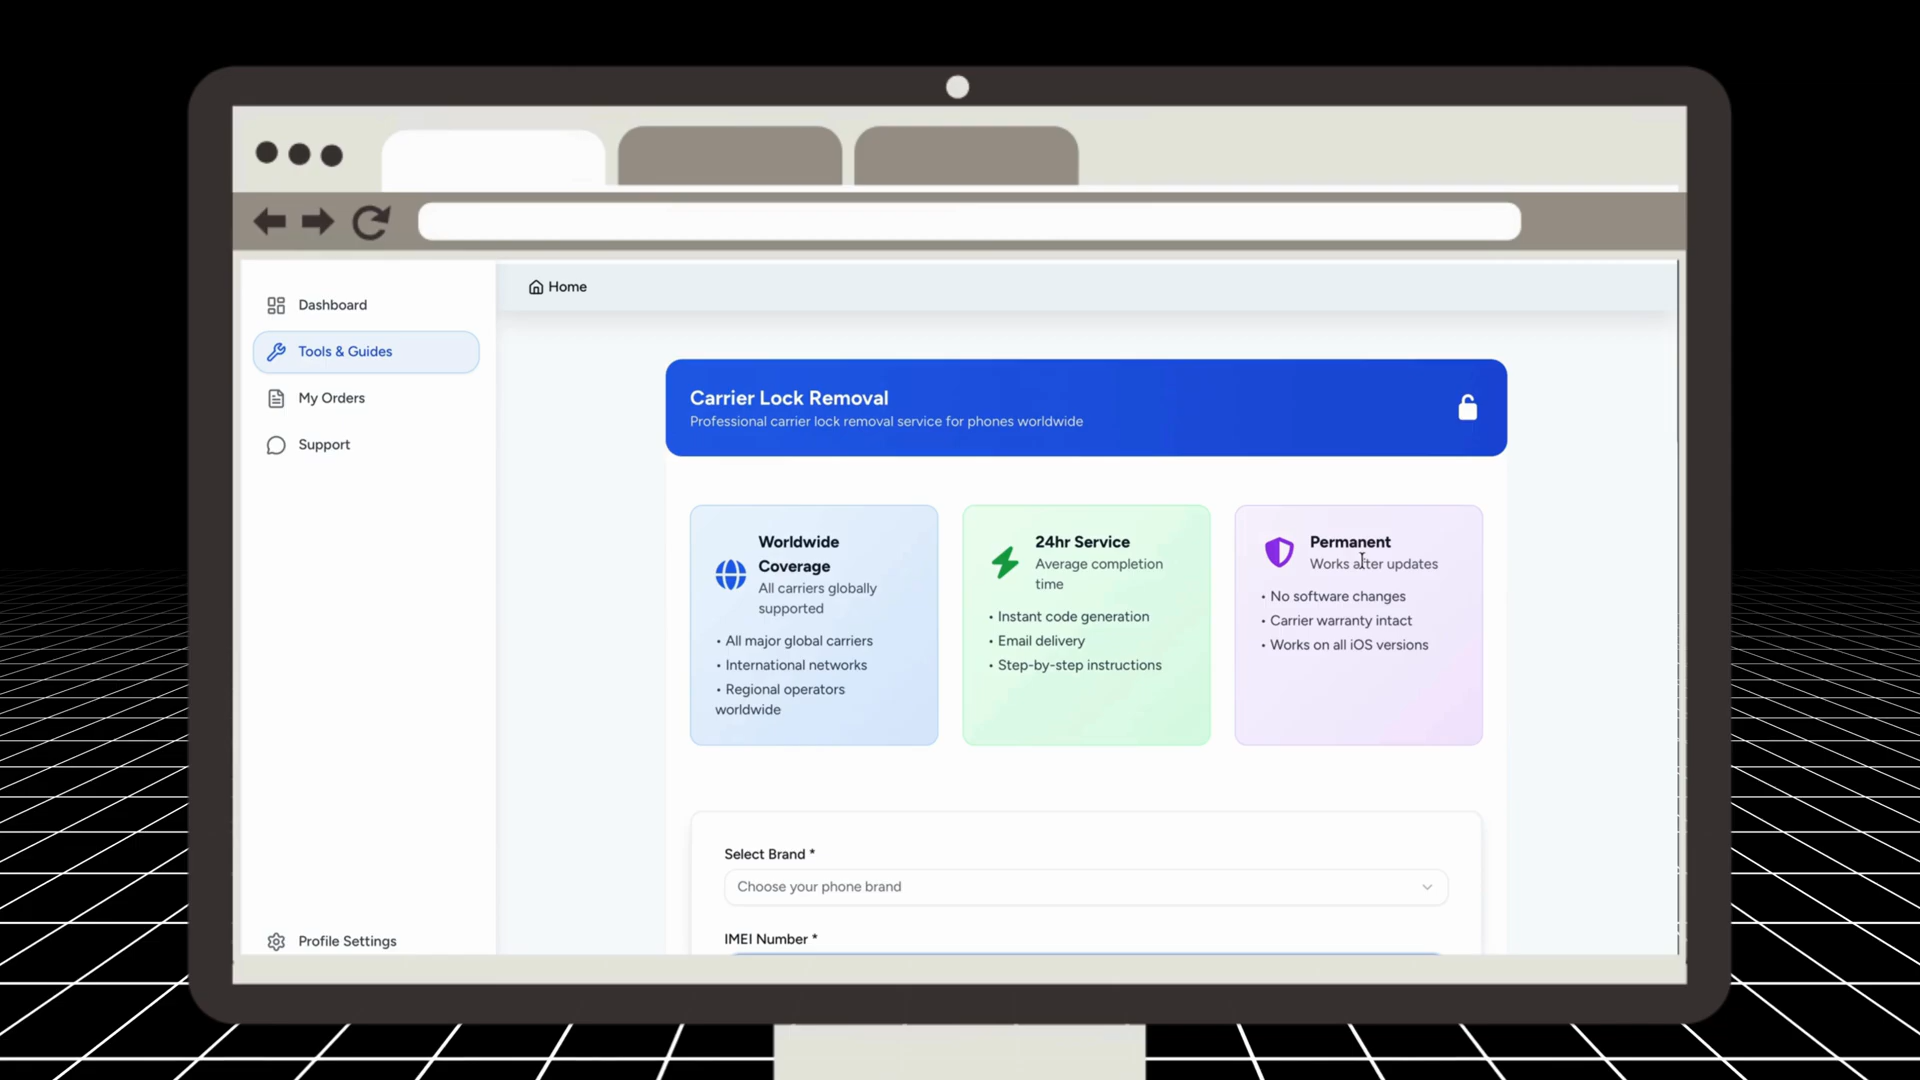 Dashboard
Tools & Guides
My Orders
Support
Profile Settings
Home
Carrier Lock Removal
Professional carrier lock removal service for phones worldwide
Worldwide
Coverage
All carriers globally
supported
• All major global carriers
• International networks
• Regional operators
worldwide
24hr Service
Average completion
time
• Instant code generation
• Email delivery
• Step-by-step instructions
Permanent
Works after updates
• No software changes
• Carrier warranty intact
• Works on all iOS versions
Select Brand *
Choose your phone brand
IMEI Number *